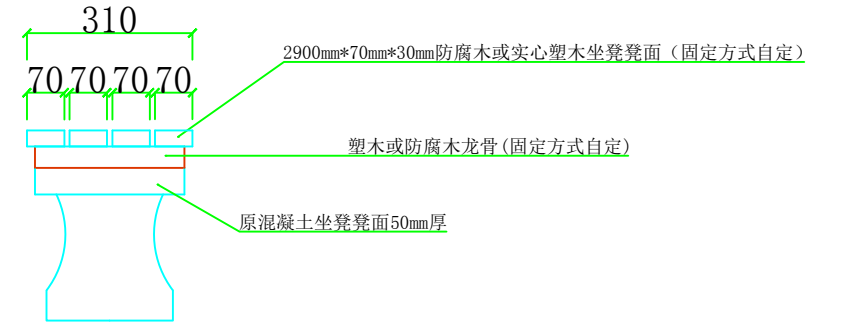 310
2900mm*70mm*30mm防腐木或实心塑木坐凳凳面（固定方式自定）
70 70 70 70
塑木或防腐木龙骨(固定方式自定)
原混凝土坐凳凳面50mm厚